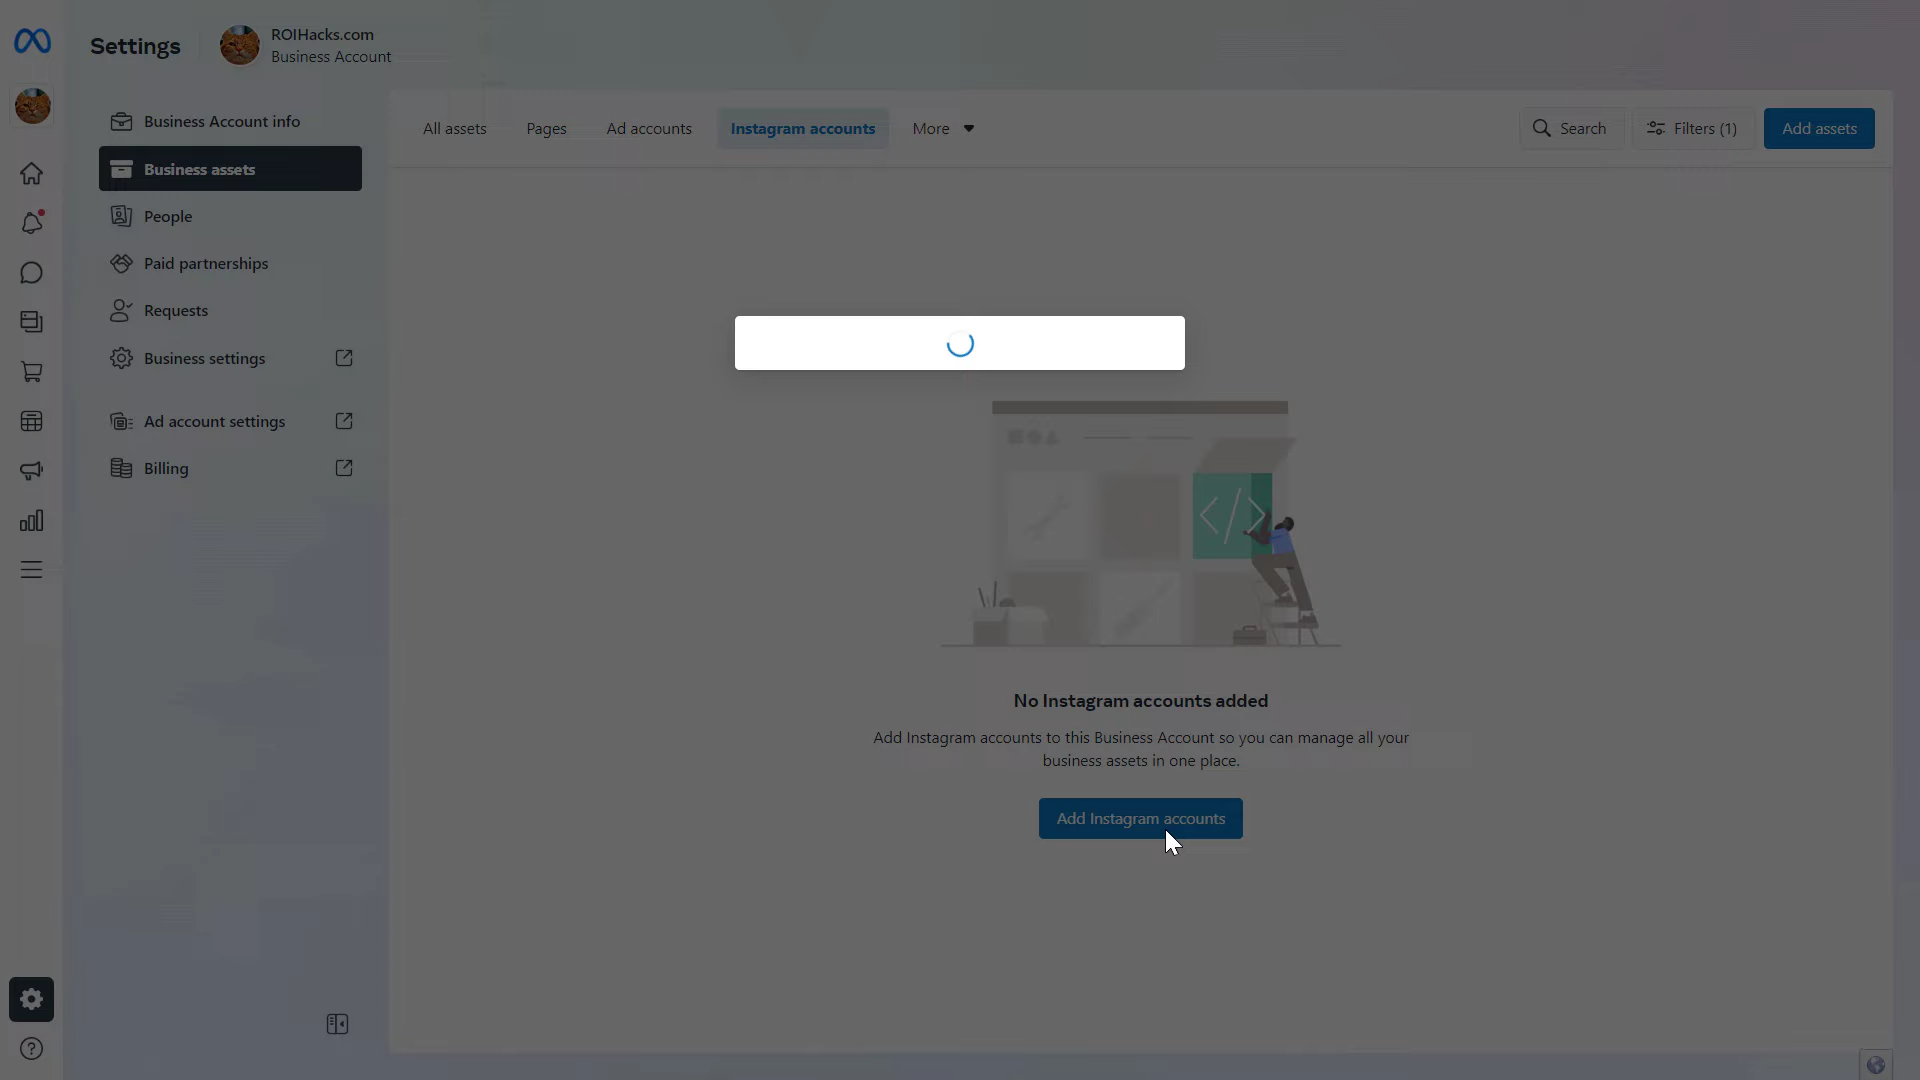 Settings
ROIHacks.com
Business Account
Business Account info
Business assets
People
Paid partnerships
Requests
Business settings
Ad account settings
Billing
All assets
Pages
Ad accounts
Instagram accounts
More
Search
Filters (1)
Add assets
No Instagram accounts added
Add Instagram accounts to this Business Account so you can manage all your
business assets in one place.
Add Instagram accounts